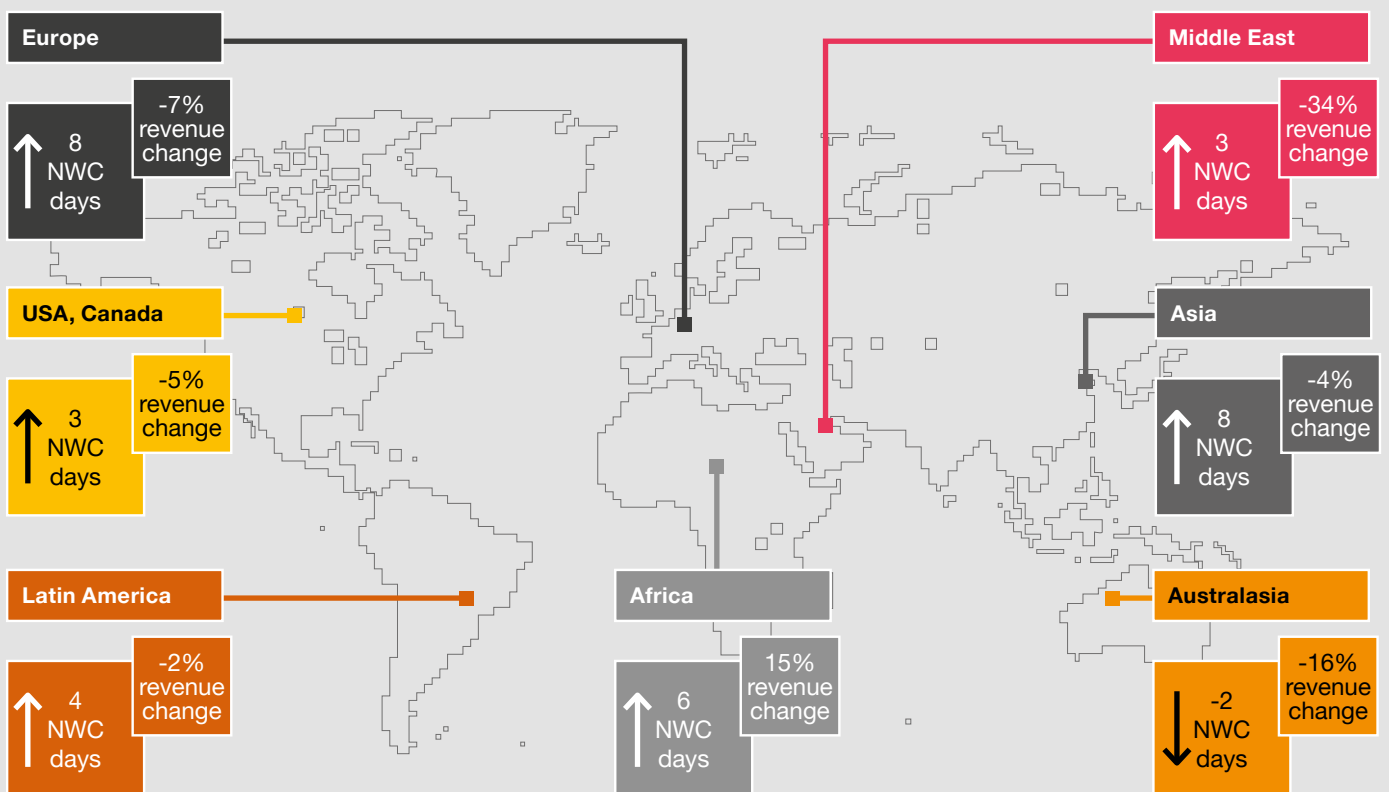 Europe
-7%
revenue
change
8
NWC
days
Middle East
-34%
revenue
change
3
NWC
days
USA, Canada
-5%
revenue
change
3
NWC
days
Asia
-4%
revenue
change
8
NWC
days
Latin America
-2%
revenue
change
4
NWC
days
Africa
15%
revenue
change
6
NWC
days
Australasia
-16%
revenue
change
-2
NWC
days